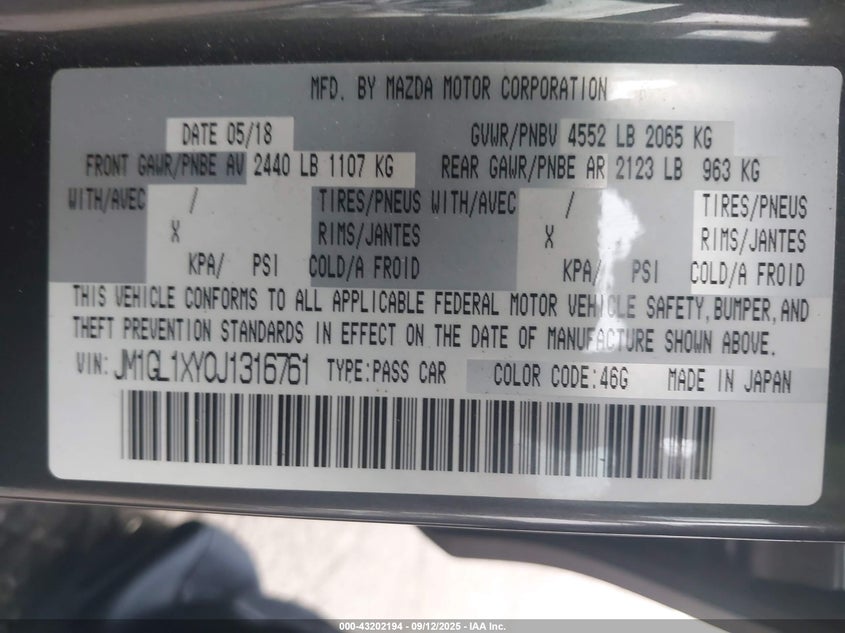 MFD. BY MAZDA MOTOR CORPORATION
DATE 05/18 GVWR/PNBV 4552 LB 2065 KG
FRONT GAWR/PNBE AV 2440 LB 1107 KG REAR GAWR/PNBE AR 2123 LB 963 KG
WITH/AVEC / TIRES/PNEUS WITH/AVEC / TIRES/PNEUS
X RIMS/JANTES X RIMS/JANTES
KPA/ PSI COLD/A FROID KPA/ PSI COLD/A FROID
THIS VEHICLE CONFORMS TO ALL APPLICABLE FEDERAL MOTOR VEHICLE SAFETY, BUMPER, AND
THEFT PREVENTION STANDARDS IN EFFECT ON THE DATE OF MANUFACTURE SHOWN ABOVE.
VIN: JM1GL1XY0J1316761 TYPE:PASS CAR COLOR CODE:46G MADE IN JAPAN
000-43202194 - 09/12/2025 - IAA Inc.